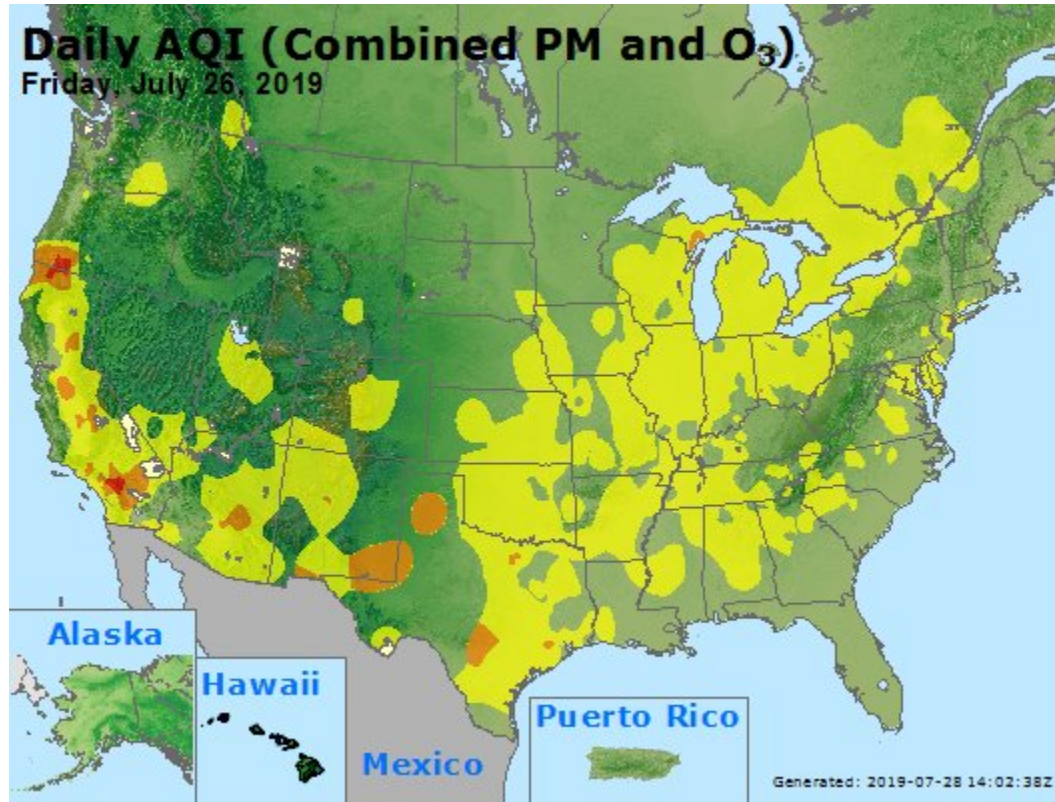 Daily AQI (Combined PM and O₃)
Friday, July 26, 2019
Alaska
Hawaii
Mexico
Puerto Rico
Generated: 2019-07-28 14:02:38Z